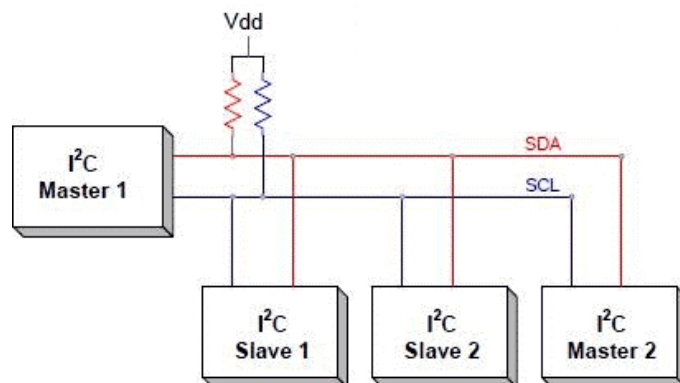 Vdd
I²C
Master 1
SDA
SCL
I²C
Slave 1
I²C
Slave 2
I²C
Master 2